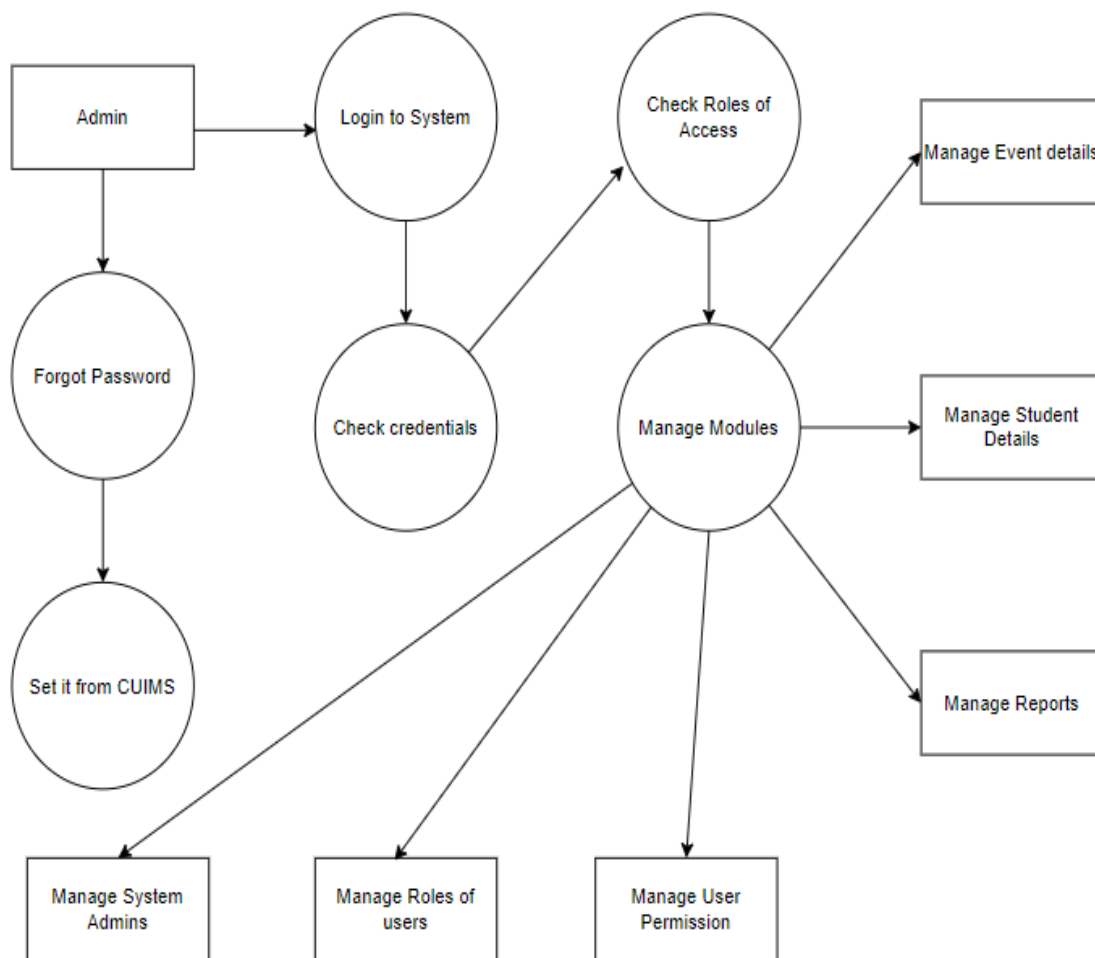 Admin
Login to System
Check Roles of
Access
Manage Event details
Forgot Password
Check credentials
Manage Modules
Manage Student
Details
Set it from CUIMS
Manage Reports
Manage System
Admins
Manage Roles of
users
Manage User
Permission